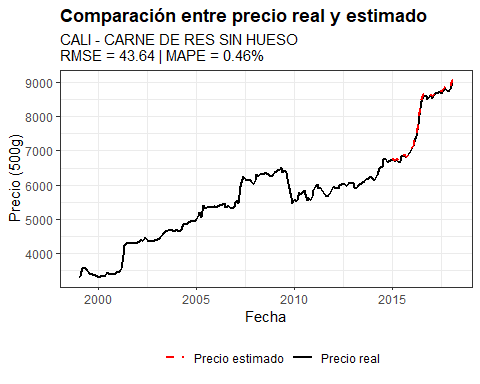 Comparación entre precio real y estimado
CALI - CARNE DE RES SIN HUESO
RMSE = 43.64 | MAPE = 0.46%
9000
8000
7000
6000
5000
4000
Precio (500g)
2000 2005 2010 2015
Fecha
Precio estimado Precio real